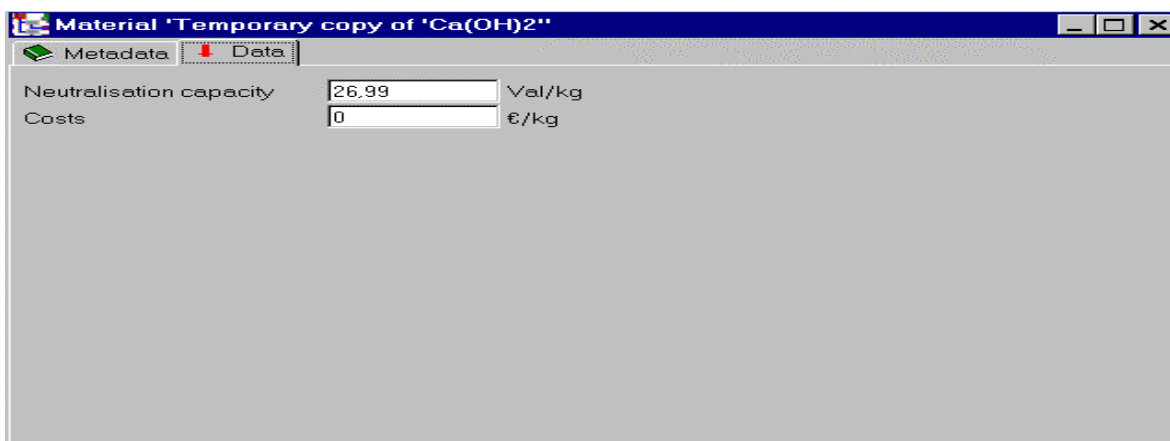 Material 'Temporary copy of 'Ca(OH)2''
Metadata Data
Neutralisation capacity 26,99 Val/kg
Costs 0 €/kg